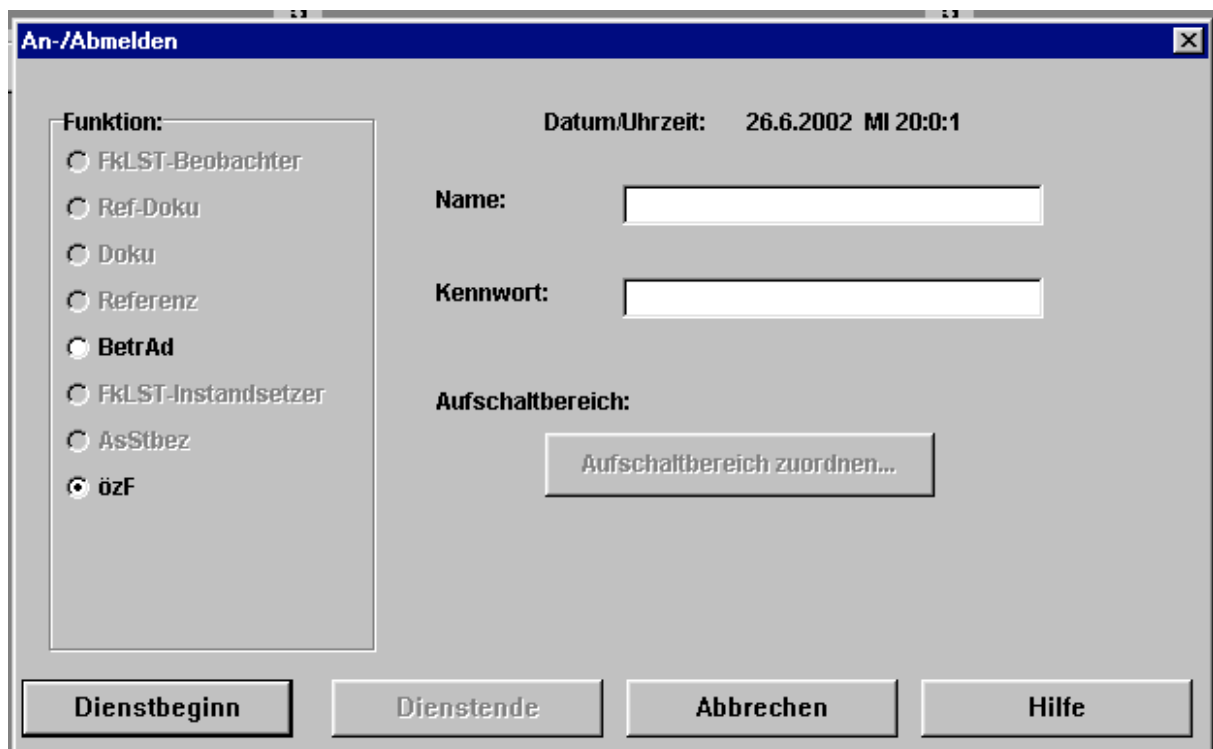 An-/Abmelden
Funktion:
FkLST-Beobachter
Ref-Doku
Doku
Referenz
BetrAd
FkLST-Instandsetzer
AsStbez
özF
Datum/Uhrzeit: 26.6.2002 MI 20:0:1
Name:
Kennwort:
Aufschaltbereich:
Aufschaltbereich zuordnen...
Dienstbeginn Dienstende Abbrechen Hilfe